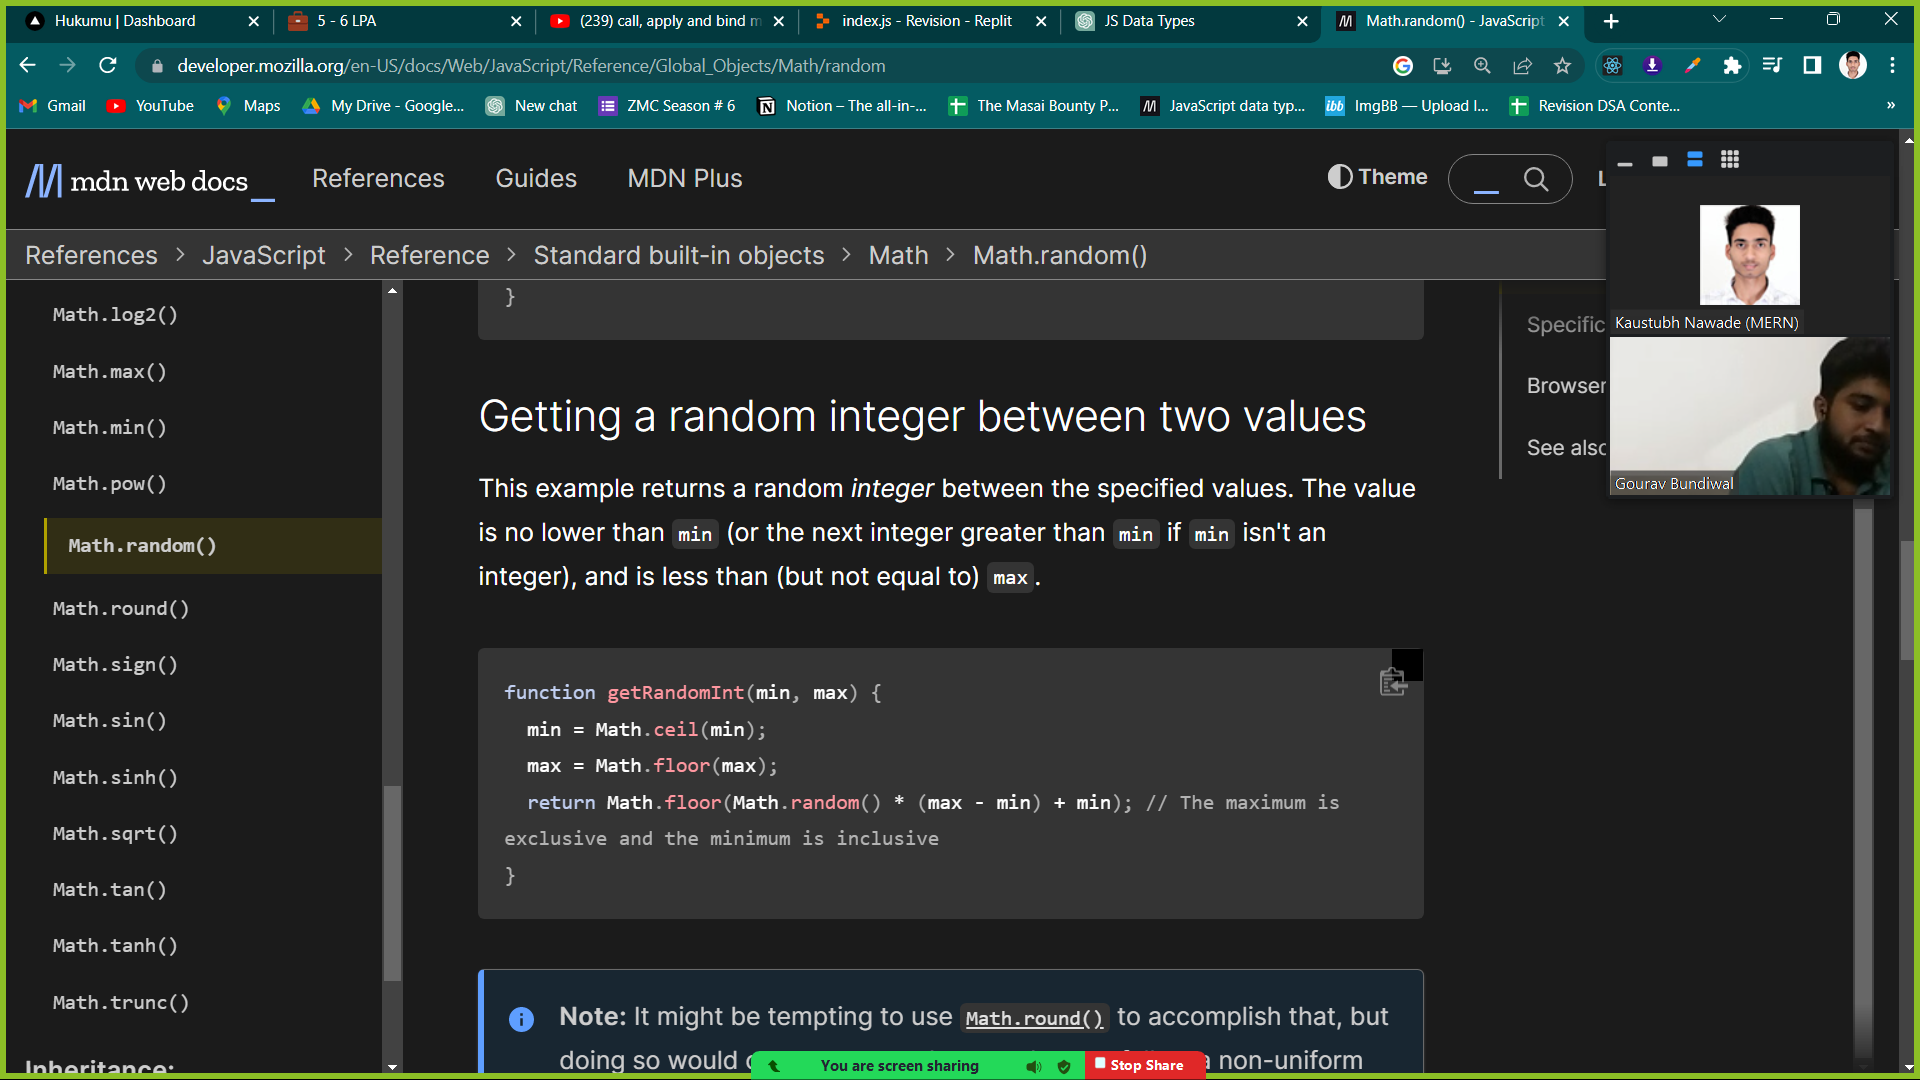 Hukumu | Dashboard
5 - 6 LPA
(239) call, apply and bind m
index.js - Revision - Replit
JS Data Types
Math.random() - JavaScript
developer.mozilla.org/en-US/docs/Web/JavaScript/Reference/Global_Objects/Math/random
Gmail
YouTube
Maps
My Drive - Google...
New chat
ZMC Season # 6
Notion – The all-in-...
The Masai Bounty P...
JavaScript data typ...
ibb
ImgBB — Upload I...
Revision DSA Conte...
»
mdn web docs
References
Guides
MDN Plus
Theme
References > JavaScript > Reference > Standard built-in objects > Math > Math.random()
Math.log2()
Math.max()
Math.min()
Math.pow()
Math.random()
Math.round()
Math.sign()
Math.sin()
Math.sinh()
Math.sqrt()
Math.tan()
Math.tanh()
Math.trunc()
Inheritance:
}
Getting a random integer between two values
This example returns a random integer between the specified values. The value
is no lower than min (or the next integer greater than min if min isn't an
integer), and is less than (but not equal to) max.
function getRandomInt(min, max) {
min = Math.ceil(min);
max = Math.floor(max);
return Math.floor(Math.random() * (max - min) + min); // The maximum is
exclusive and the minimum is inclusive
}
Note: It might be tempting to use Math.round() to accomplish that, but
doing so would
a non-uniform
Specific
Browser
See also
Kaustubh Nawade (MERN)
Gourav Bundiwal
You are screen sharing
Stop Share